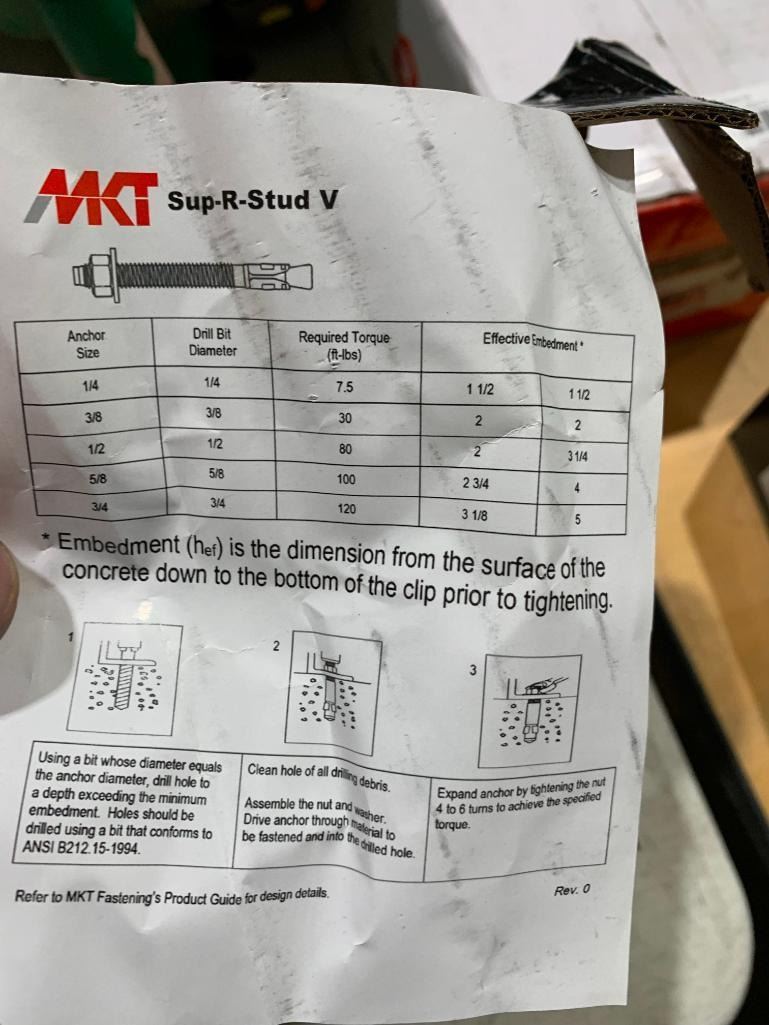 MKT Sup-R-Stud V
Anchor Size Drill Bit Diameter Required Torque (ft-lbs) Effective Embedment*
1/4 1/4 7.5 1 1/2 1 1/2
3/8 3/8 30 2 2
1/2 1/2 80 2 3 1/4
5/8 5/8 100 2 3/4 4
3/4 3/4 120 3 1/8 5
* Embedment (hef) is the dimension from the surface of the
concrete down to the bottom of the clip prior to tightening.
1
2
3
Using a bit whose diameter equals
the anchor diameter, drill hole to
a depth exceeding the minimum
embedment. Holes should be
drilled using a bit that conforms to
ANSI B212.15-1994.
Clean hole of all drilling debris.
Assemble the nut and washer.
Drive anchor through material to
be fastened and into the drilled hole.
Expand anchor by tightening the nut
4 to 6 turns to achieve the specified
torque.
Refer to MKT Fastening's Product Guide for design details.
Rev. 0